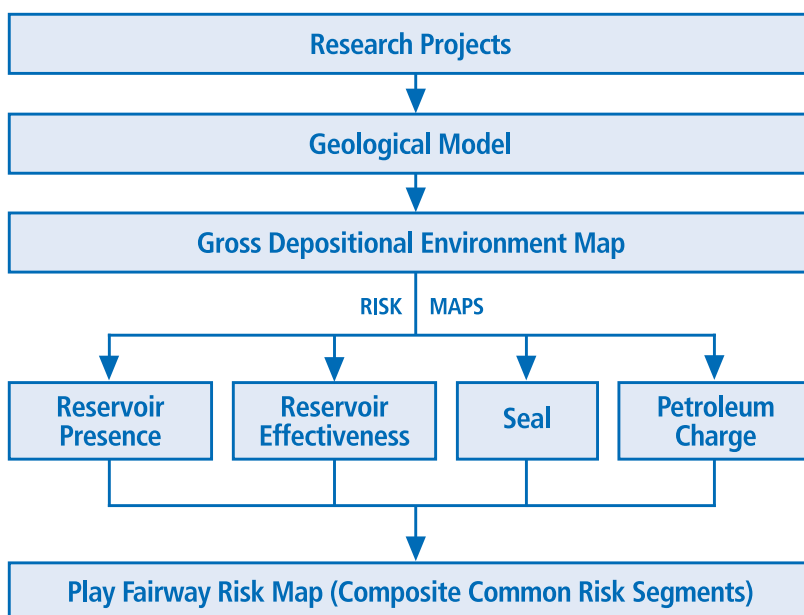 Research Projects
Geological Model
Gross Depositional Environment Map
RISK MAPS
Reservoir
Presence
Reservoir
Effectiveness
Seal
Petroleum
Charge
Play Fairway Risk Map (Composite Common Risk Segments)